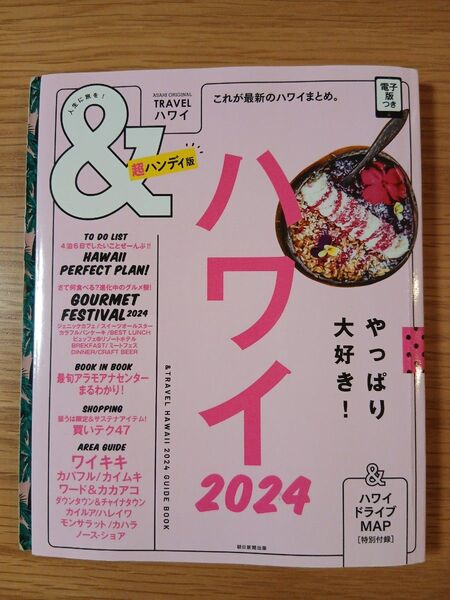 人生に旅を!
ASAHI ORIGINAL
TRAVEL
ハワイ
これが最新のハワイまとめ。
電子版つき
&
超ハンディ版
ハワイ
2024
やっぱり
大好き!
TO DO LIST
4泊6日でしたいことぜーんぶ!!
HAWAII
PERFECT PLAN!
さて何食べる?進化中のグルメ祭!
GOURMET
FESTIVAL 2024
ジェニックカフェ/スイーツオールスター
カラフルパンケーキ/BEST LUNCH
ビュッフェ@リゾートホテル
BREKFAST/ミートフェス
DINNER/CRAFT BEER
BOOK IN BOOK
最旬アラモアナセンター
まるわかり!
SHOPPING
狙うは限定&サステナアイテム!
買いテク47
AREA GUIDE
ワイキキ
カパフル/カイムキ
ワード&カカアコ
ダウンタウン&チャイナタウン
カイルア/ハレイワ
モンサラット/カハラ
ノース・ショア
&TRAVEL HAWAII 2024 GUIDE BOOK
&
ハワイ
ドライブ
MAP
[特別付録]
朝日新聞出版